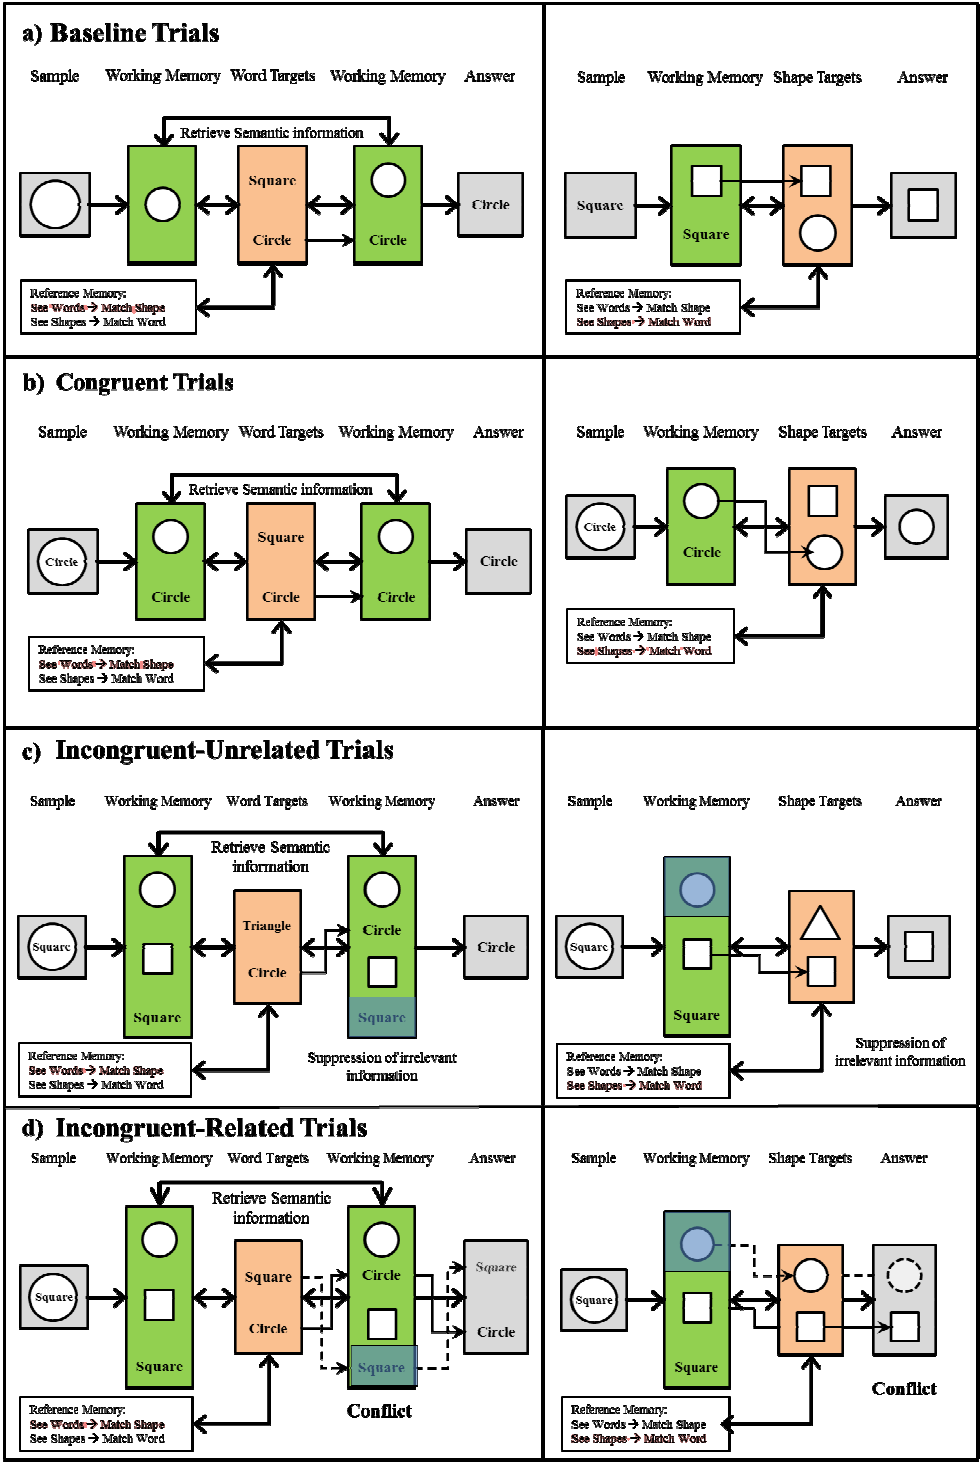 a) Baseline Trials
Sample Working Memory Word Targets Working Memory Answer
Retrieve Semantic information
Square
Circle
Circle
Circle
Reference Memory:
See Words → Match Shape
See Shapes → Match Word
Sample Working Memory Shape Targets Answer
Square
Square
Reference Memory:
See Words → Match Shape
See Shapes → Match Word
b) Congruent Trials
Sample Working Memory Word Targets Working Memory Answer
Retrieve Semantic information
Square
Circle
Circle
Circle
Circle
Circle
Reference Memory:
See Words → Match Shape
See Shapes → Match Word
Sample Working Memory Shape Targets Answer
Circle
Circle
Reference Memory:
See Words → Match Shape
See Shapes → Match Word
c) Incongruent-Unrelated Trials
Sample Working Memory Word Targets Working Memory Answer
Retrieve Semantic
information
Triangle
Circle
Square
Circle
Circle
Square
Square
Suppression of irrelevant
information
Reference Memory:
See Words → Match Shape
See Shapes → Match Word
Sample Working Memory Shape Targets Answer
Square
Square
Suppression of
irrelevant information
Reference Memory:
See Words → Match Shape
See Shapes → Match Word
d) Incongruent-Related Trials
Sample Working Memory Word Targets Working Memory Answer
Retrieve Semantic
information
Square
Circle
Square
Square
Circle
Circle
Square
Square
Conflict
Reference Memory:
See Words → Match Shape
See Shapes → Match Word
Sample Working Memory Shape Targets Answer
Square
Square
Conflict
Reference Memory:
See Words → Match Shape
See Shapes → Match Word